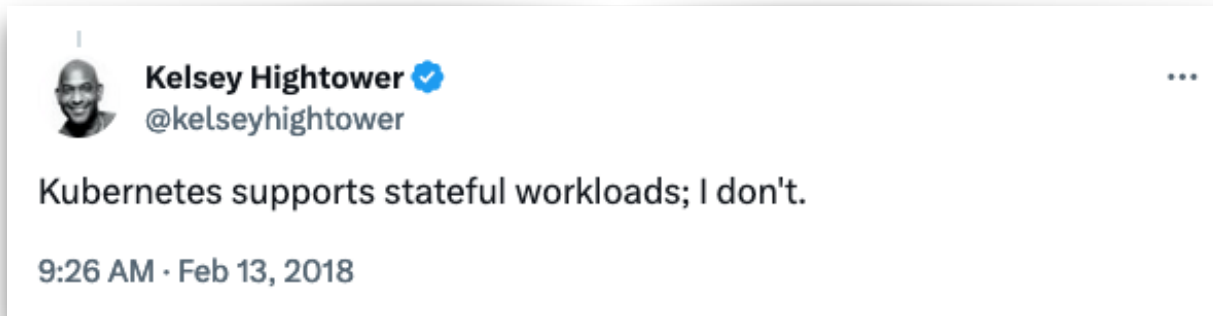 Kelsey Hightower
@kelseyhightower
Kubernetes supports stateful workloads; I don't.
9:26 AM · Feb 13, 2018